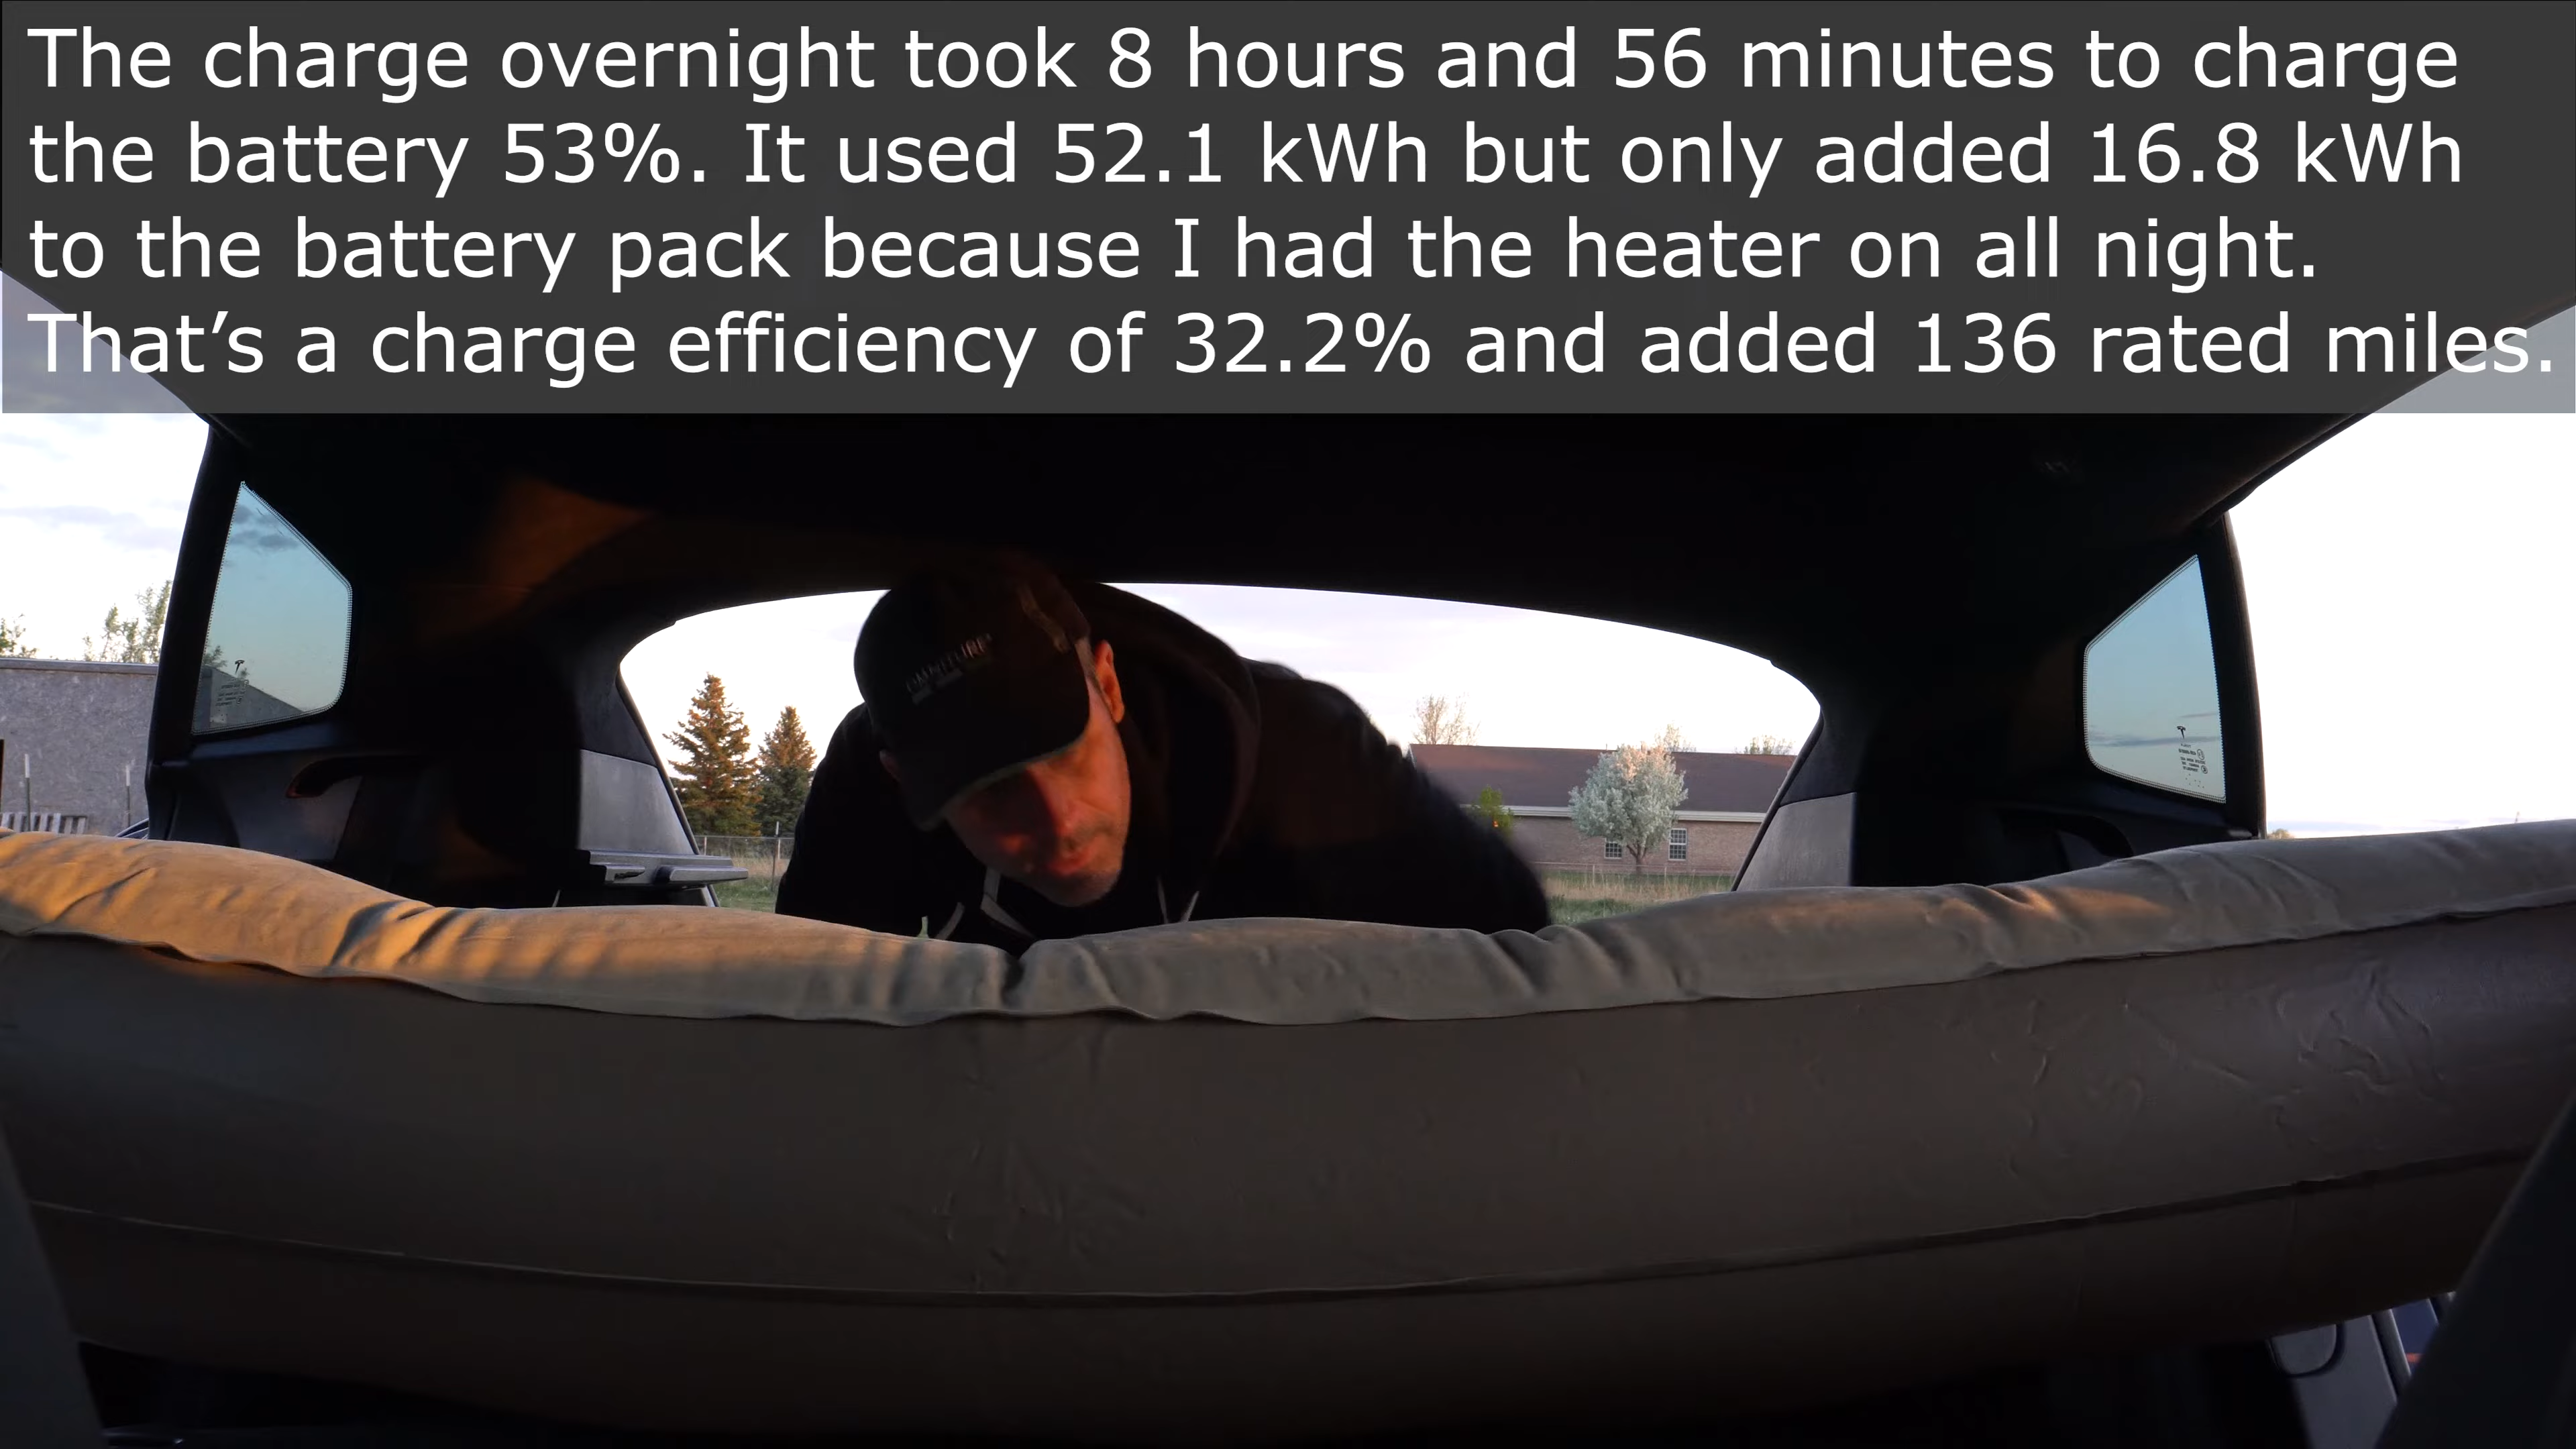 The charge overnight took 8 hours and 56 minutes to charge
the battery 53%. It used 52.1 kWh but only added 16.8 kWh
to the battery pack because I had the heater on all night.
That’s a charge efficiency of 32.2% and added 136 rated miles.
OMNITURE